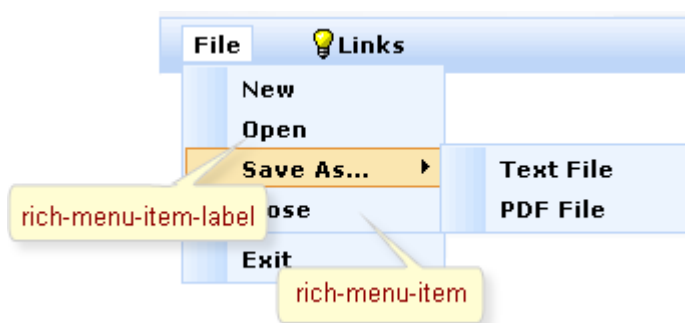 File
Links
New
Open
Save As...
Text File
PDF File
rich-menu-item-label
ose
Exit
rich-menu-item